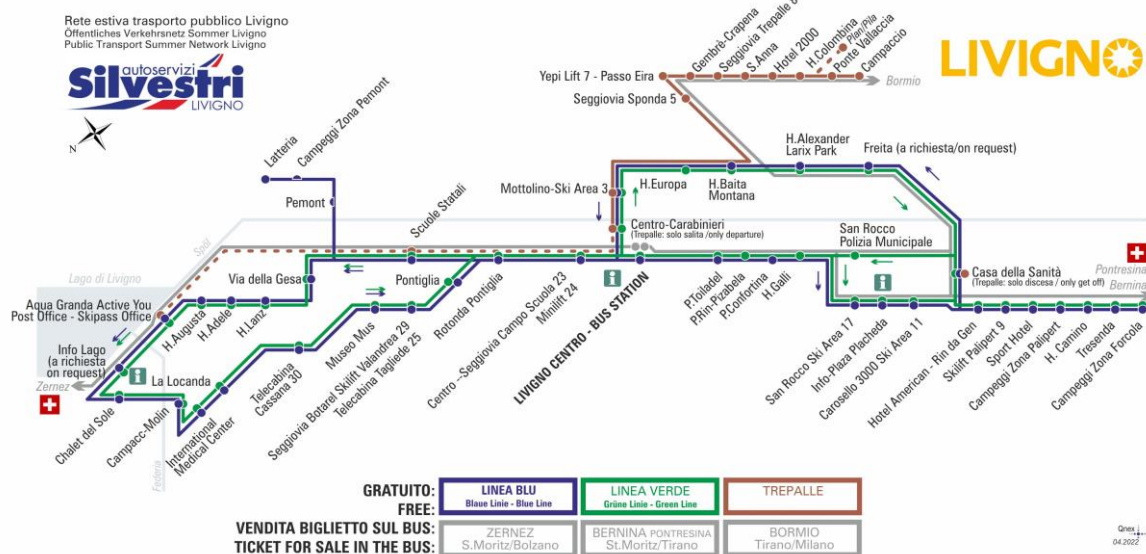 Rete estiva trasporto pubblico Livigno
Öffentliches Verkehrsnetz Sommer Livigno
Public Transport Summer Network Livigno
autoservizi
Silvestri
LIVIGNO
N
LIVIGNO
Gembrè-Crapena
Seggiovia Trepalle 8
S.Anna
Hotel 2000
H.Colombina
Plan/Pila
Ponte Vallaccia
Campaccio
Bormio
Yepi Lift 7 - Passo Eira
Seggiovia Sponda 5
Latteria
Campeggi Zona Pemont
Pemont
Scuole Statali
Mottolino-Ski Area 3
H.Europa
H.Baita
Montana
H.Alexander
Larix Park
Freita (a richiesta/on request)
Centro-Carabinieri
(Trepalle: solo salita /only departure)
San Rocco
Polizia Municipale
Casa della Sanità
(Trepalle: solo discesa / only get off)
Pontresina
Bernina
Spöl
Lago di Livigno
Via della Gesa
Pontiglia
Aqua Granda Active You
Post Office - Skipass Office
H.Augusta
H.Adele
H.Lanz
Info Lago
(a richiesta
on request)
Zernez
La Locanda
Chalet del Sole
Campacc-Molin
Federia
International
Medical Center
Telecabina
Cassana 30
Museo Mus
Seggiovia Botarel Skilift Valandrea 29
Telecabina Tagliede 25
Rotonda Pontiglia
Centro –Seggiovia Campo Scuola 23
Minilift 24
LIVIGNO CENTRO - BUS STATION
P.Toiladel
P.Rin-Pizabela
P.Confortina
H.Galli
San Rocco Ski Area 17
Info-Plaza Placheda
Carosello 3000 Ski Area 11
Hotel American - Rin da Gen
Skilift Palipert 9
Sport Hotel
Campeggi Zona Palipert
H. Camino
Tresenda
Campeggi Zona Forcola
GRATUITO:
FREE:
LINEA BLU
Blaue Linie - Blue Line
LINEA VERDE
Grüne Linie - Green Line
TREPALLE
VENDITA BIGLIETTO SUL BUS:
TICKET FOR SALE IN THE BUS:
ZERNEZ
S.Moritz/Bolzano
BERNINA PONTRESINA
St.Moritz/Tirano
BORMIO
Tirano/Milano
Qnex
04.2022